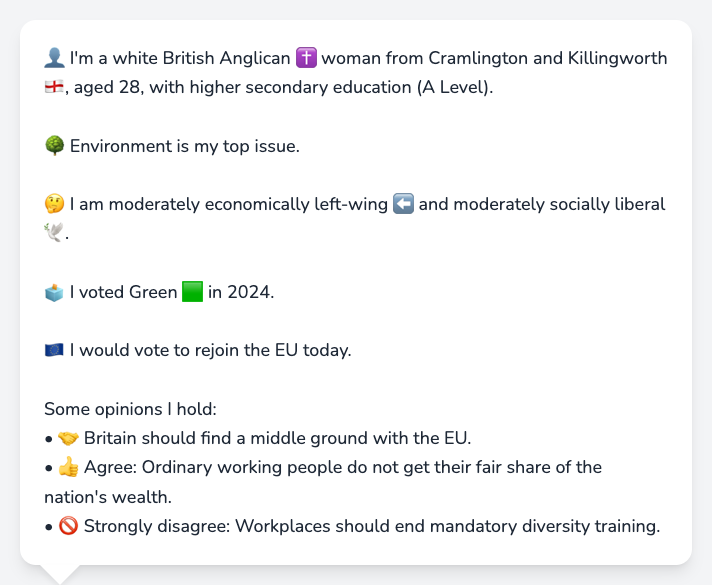 👤 I'm a white British Anglican ✝️ woman from Cramlington and Killingworth
🏴󠁧󠁢󠁥󠁮󠁧󠁿, aged 28, with higher secondary education (A Level).
🌳 Environment is my top issue.
🤔 I am moderately economically left-wing ⬅️ and moderately socially liberal
🕊️.
🗳️ I voted Green 🟩 in 2024.
🇪🇺 I would vote to rejoin the EU today.
Some opinions I hold:
• 🤝 Britain should find a middle ground with the EU.
• 👍 Agree: Ordinary working people do not get their fair share of the
nation's wealth.
• 🚫 Strongly disagree: Workplaces should end mandatory diversity training.